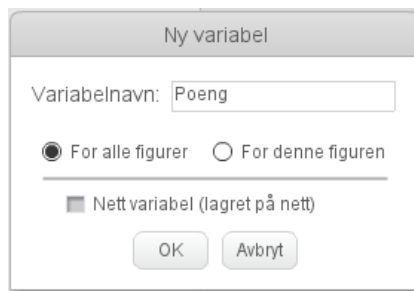 Ny variabel
Variabelnavn: Poeng
For alle figurer For denne figuren
Nett variabel (lagret på nett)
OK Avbryt